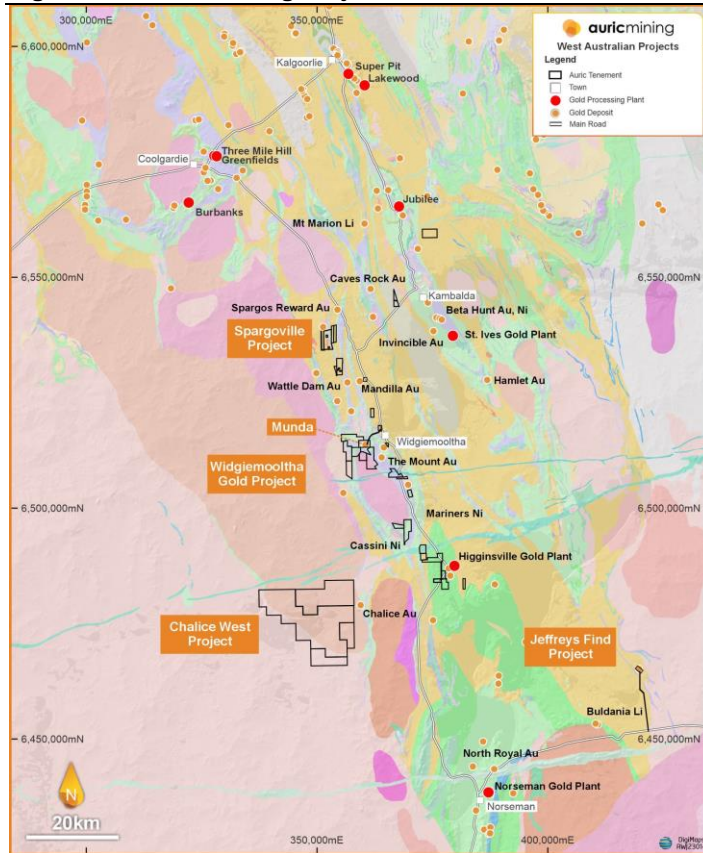 300,000mE
350,000mE
auricmining
West Australian Projects
Legend
Auric Tenement
Town
Gold Processing Plant
Gold Deposit
Main Road
6,600,000mN
Kalgoorlie
Super Pit
Lakewood
Three Mile Hill
Greenfields
Coolgardie
Burbanks
Jubilee
Mt Marion Li
6,550,000mN
6,550,000mN
Caves Rock Au
Kambalda
Spargos Reward Au
Beta Hunt Au, Ni
Spargoville
Project
Invincible Au
St. Ives Gold Plant
Wattle Dam Au
Mandilla Au
Hamlet Au
Munda
Widgiemooltha
Widgiemooltha
Gold Project
The Mount Au
6,500,000mN
6,500,000mN
Mariners Ni
Cassini Ni
Higginsville Gold Plant
Chalice West
Project
Chalice Au
Jeffreys Find
Project
Buldania Li
6,450,000mN
6,450,000mN
North Royal Au
Norseman Gold Plant
Norseman
N
20km
350,000mE
400,000mE
DigiMaps